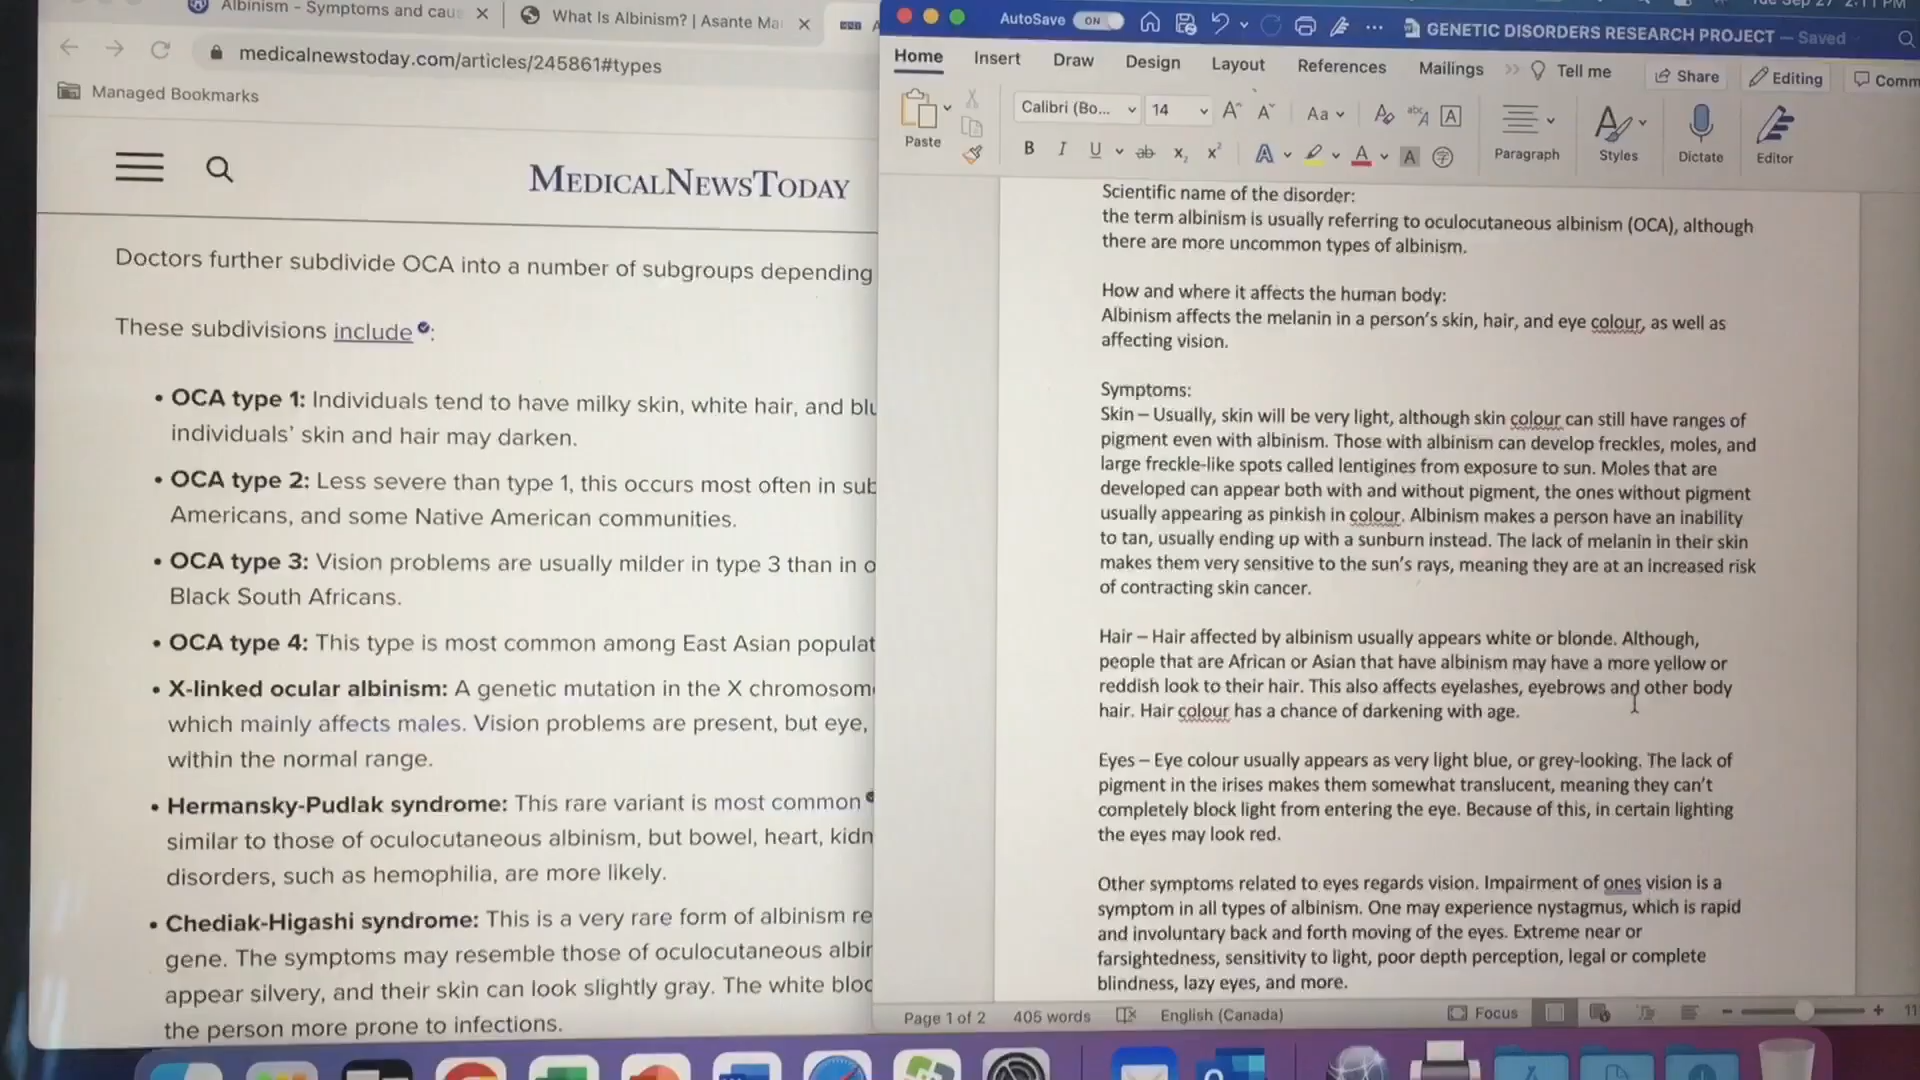 Albinism - Symptoms and cau
What Is Albinism? | Asante Ma
medicalnewstoday.com/articles/245861#types
Managed Bookmarks
MEDICALNEWSTODAY
Doctors further subdivide OCA into a number of subgroups depending
These subdivisions include:
• OCA type 1: Individuals tend to have milky skin, white hair, and blu
individuals' skin and hair may darken.
• OCA type 2: Less severe than type 1, this occurs most often in sub
Americans, and some Native American communities.
• OCA type 3: Vision problems are usually milder in type 3 than in o
Black South Africans.
• OCA type 4: This type is most common among East Asian populat
• X-linked ocular albinism: A genetic mutation in the X chromosom
which mainly affects males. Vision problems are present, but eye,
within the normal range.
• Hermansky-Pudlak syndrome: This rare variant is most common
similar to those of oculocutaneous albinism, but bowel, heart, kidn
disorders, such as hemophilia, are more likely.
• Chediak-Higashi syndrome: This is a very rare form of albinism re
gene. The symptoms may resemble those of oculocutaneous albin
appear silvery, and their skin can look slightly gray. The white bloo
the person more prone to infections.
Tue Sep 27 2:11 PM
AutoSave ON
GENETIC DISORDERS RESEARCH PROJECT — Saved
Home Insert Draw Design Layout References Mailings Tell me Share Editing Comm
Paste
Calibri (Bo... 14
Paragraph Styles Dictate Editor
Scientific name of the disorder:
the term albinism is usually referring to oculocutaneous albinism (OCA), although
there are more uncommon types of albinism.
How and where it affects the human body:
Albinism affects the melanin in a person's skin, hair, and eye colour, as well as
affecting vision.
Symptoms:
Skin – Usually, skin will be very light, although skin colour can still have ranges of
pigment even with albinism. Those with albinism can develop freckles, moles, and
large freckle-like spots called lentigines from exposure to sun. Moles that are
developed can appear both with and without pigment, the ones without pigment
usually appearing as pinkish in colour. Albinism makes a person have an inability
to tan, usually ending up with a sunburn instead. The lack of melanin in their skin
makes them very sensitive to the sun's rays, meaning they are at an increased risk
of contracting skin cancer.
Hair – Hair affected by albinism usually appears white or blonde. Although,
people that are African or Asian that have albinism may have a more yellow or
reddish look to their hair. This also affects eyelashes, eyebrows and other body
hair. Hair colour has a chance of darkening with age.
Eyes – Eye colour usually appears as very light blue, or grey-looking. The lack of
pigment in the irises makes them somewhat translucent, meaning they can't
completely block light from entering the eye. Because of this, in certain lighting
the eyes may look red.
Other symptoms related to eyes regards vision. Impairment of ones vision is a
symptom in all types of albinism. One may experience nystagmus, which is rapid
and involuntary back and forth moving of the eyes. Extreme near or
farsightedness, sensitivity to light, poor depth perception, legal or complete
blindness, lazy eyes, and more.
Page 1 of 2 405 words English (Canada) Focus